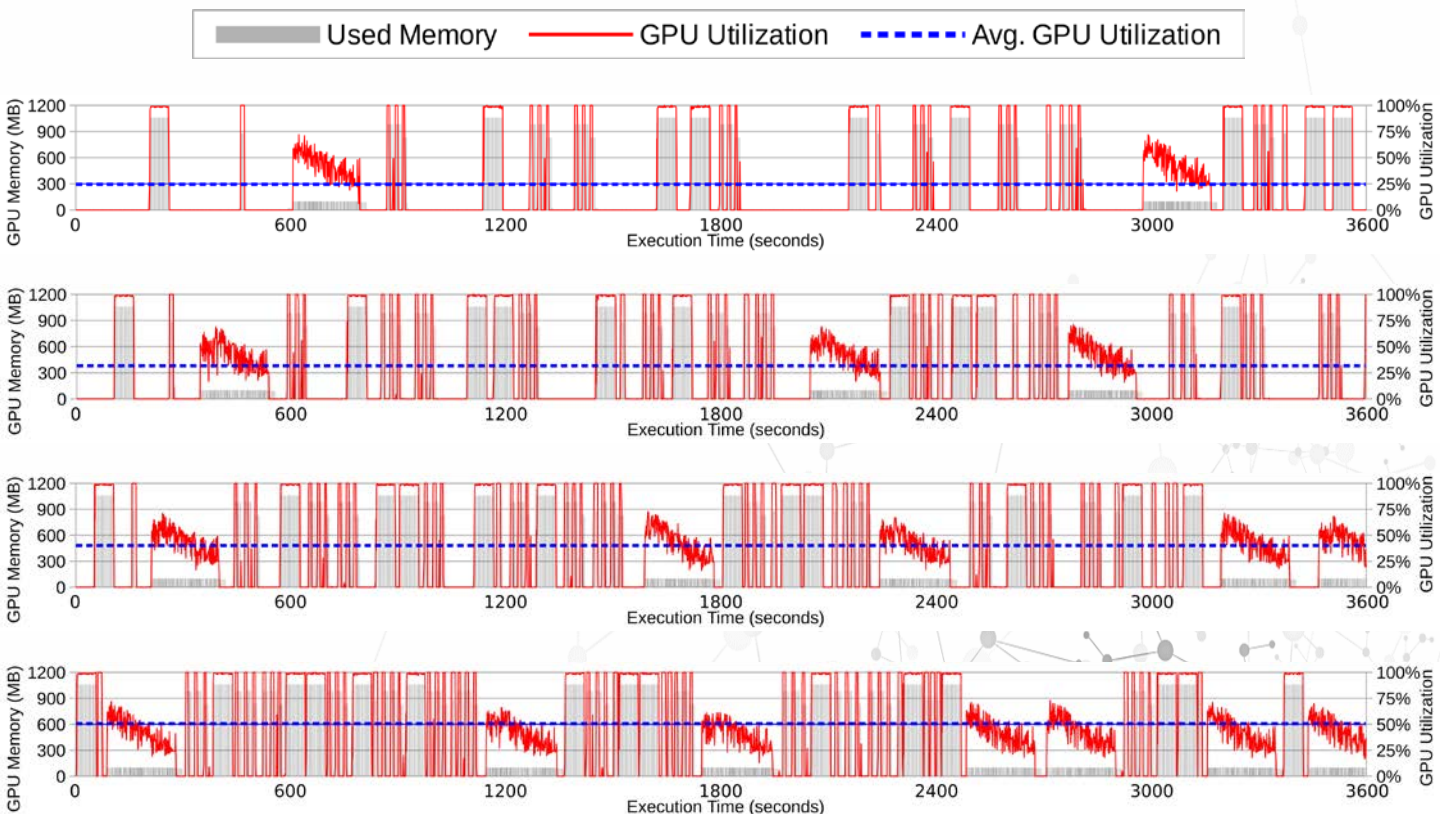 Used Memory GPU Utilization Avg. GPU Utilization
GPU Memory (MB)
1200
900
600
300
0
0 600 1200 1800 2400 3000 3600
Execution Time (seconds)
100%
75%
50%
25%
0%
GPU Utilization
GPU Memory (MB)
1200
900
600
300
0
0 600 1200 1800 2400 3000 3600
Execution Time (seconds)
100%
75%
50%
25%
0%
GPU Utilization
GPU Memory (MB)
1200
900
600
300
0
0 600 1200 1800 2400 3000 3600
Execution Time (seconds)
100%
75%
50%
25%
0%
GPU Utilization
GPU Memory (MB)
1200
900
600
300
0
0 600 1200 1800 2400 3000 3600
Execution Time (seconds)
100%
75%
50%
25%
0%
GPU Utilization